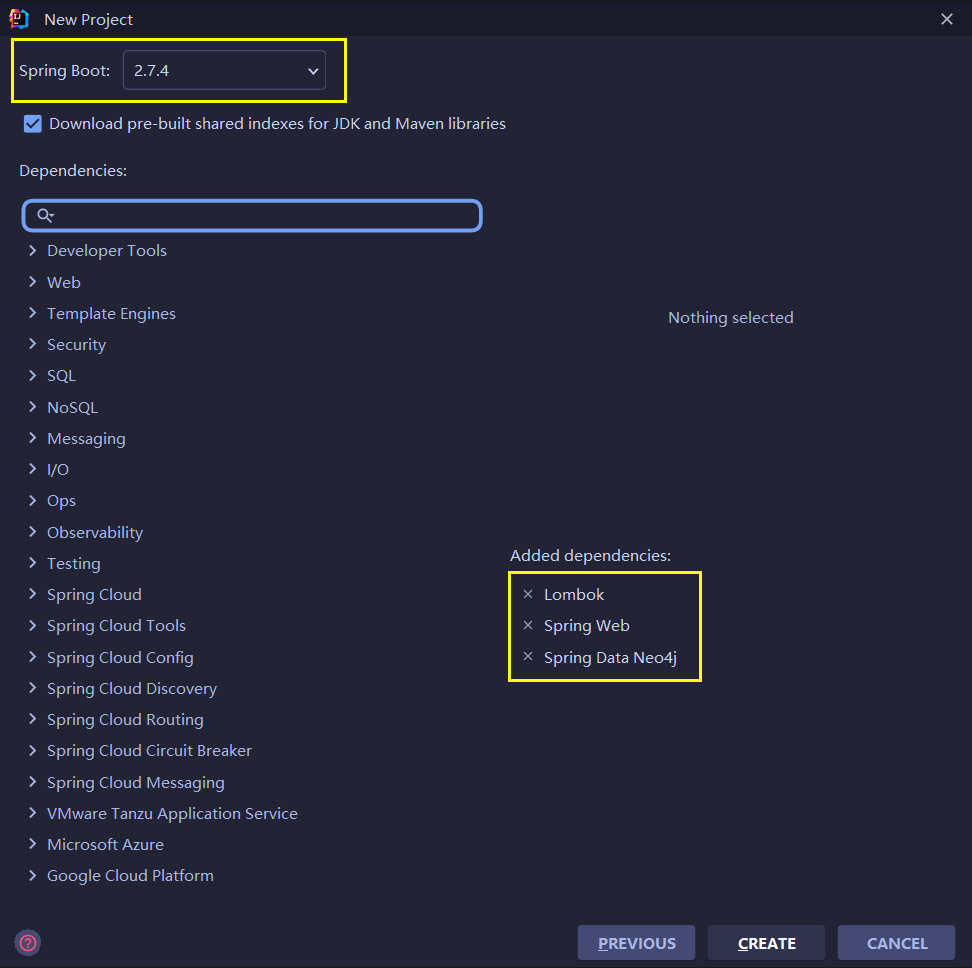 New Project
Spring Boot: 2.7.4
Download pre-built shared indexes for JDK and Maven libraries
Dependencies:
Developer Tools
Web
Template Engines
Security
SQL
NoSQL
Messaging
I/O
Ops
Observability
Testing
Spring Cloud
Spring Cloud Tools
Spring Cloud Config
Spring Cloud Discovery
Spring Cloud Routing
Spring Cloud Circuit Breaker
Spring Cloud Messaging
VMware Tanzu Application Service
Microsoft Azure
Google Cloud Platform
Nothing selected
Added dependencies:
Lombok
Spring Web
Spring Data Neo4j
PREVIOUS CREATE CANCEL